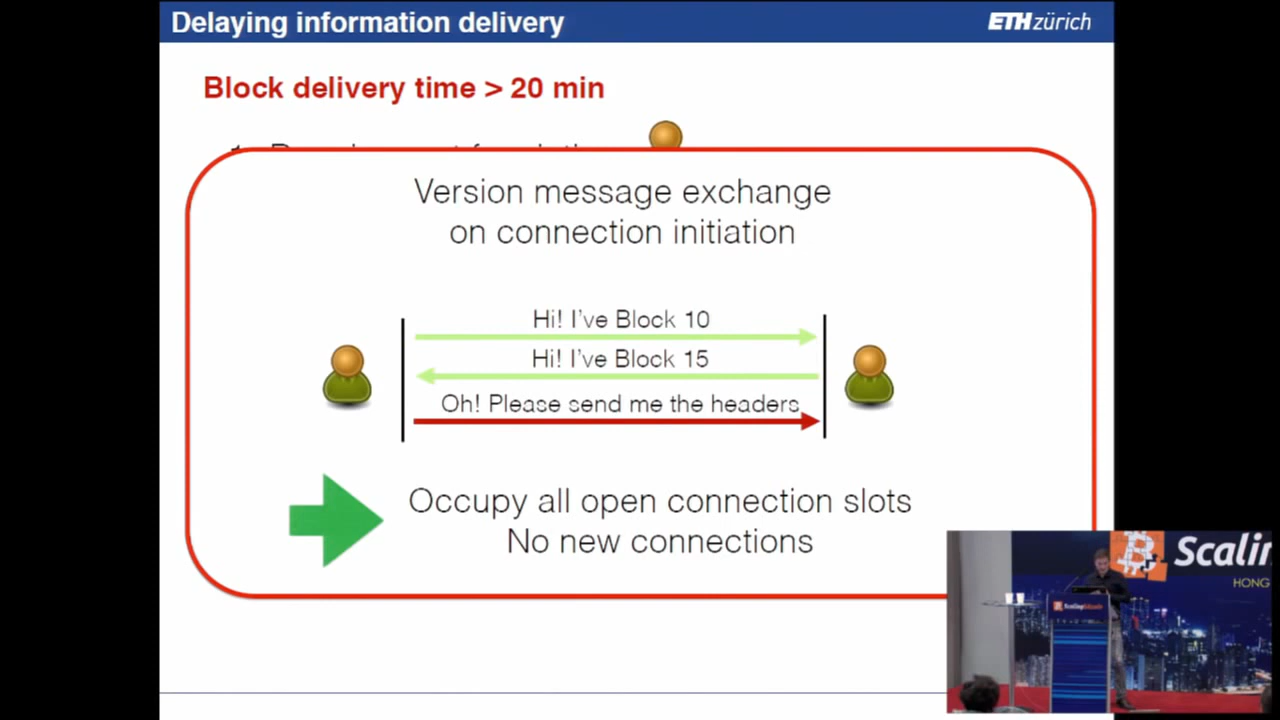 Delaying information delivery
ETH zürich
Block delivery time > 20 min
Version message exchange
on connection initiation
Hi! I've Block 10
Hi! I've Block 15
Oh! Please send me the headers
Occupy all open connection slots
No new connections
Scalin
HONG